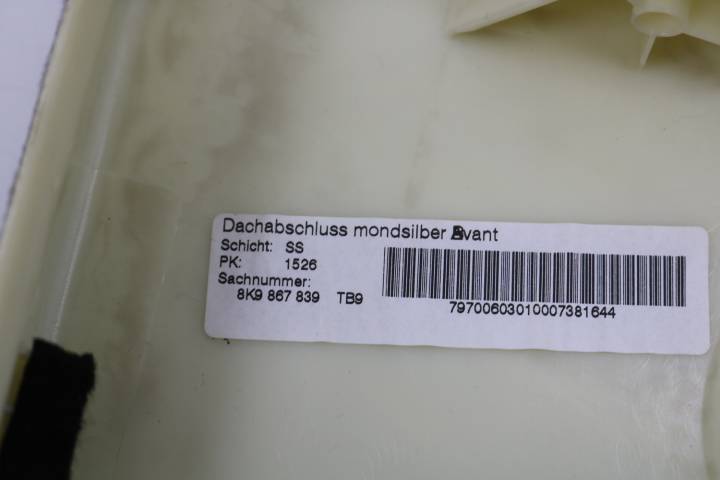 Dachabschluss mondsilber Avant
Schicht: SS
PK: 1526
Sachnummer:
8K9 867 839 TB9
79700603010007381644